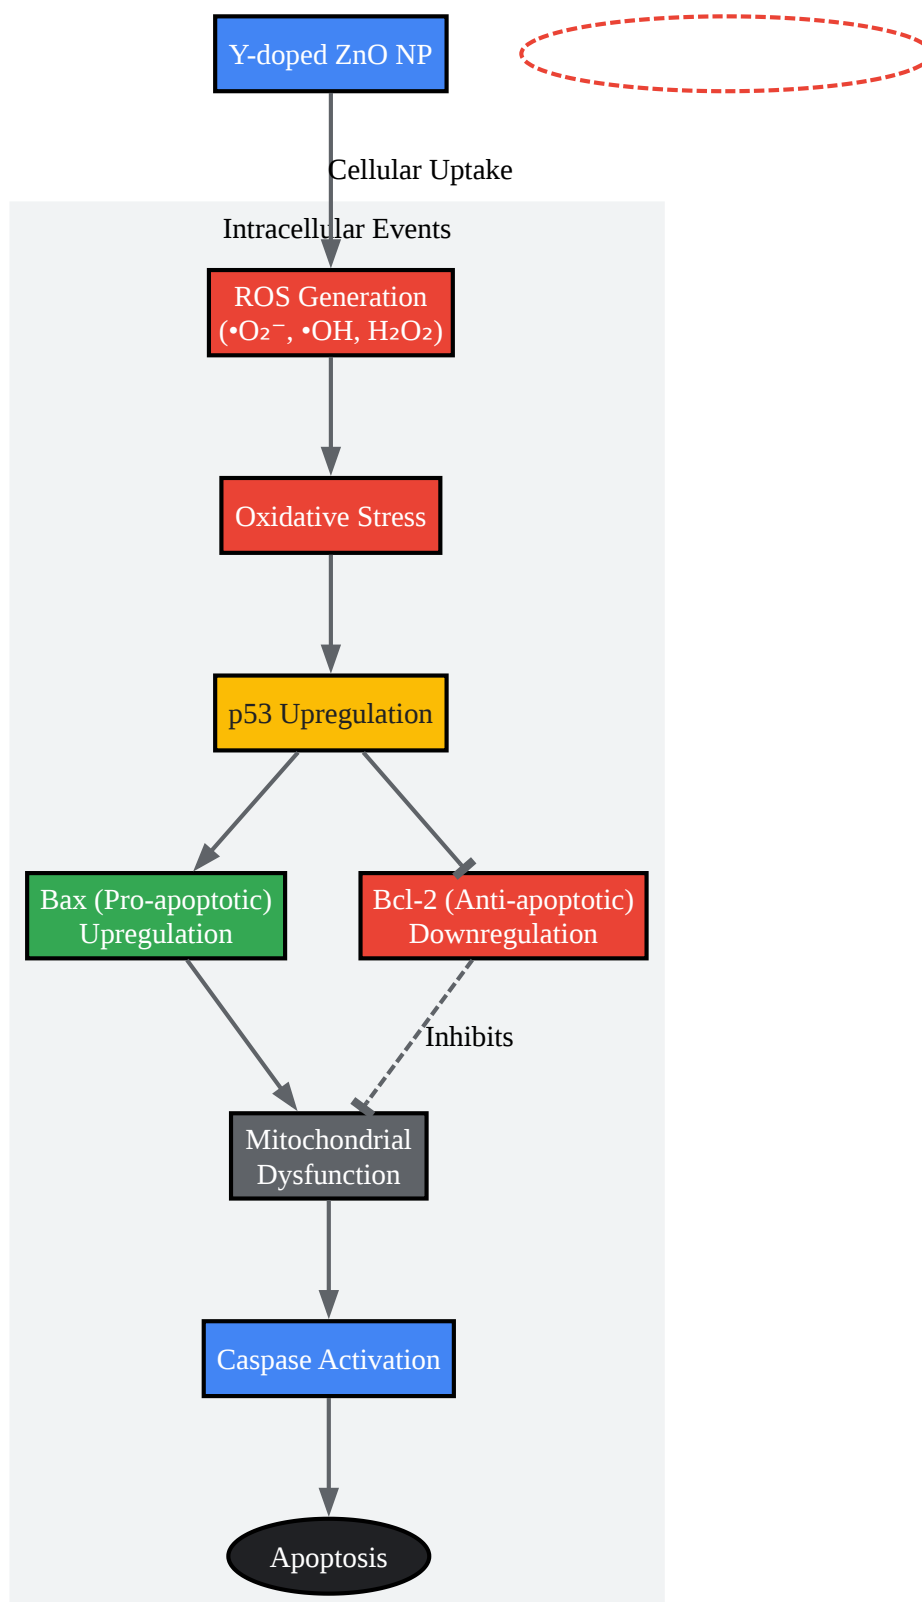 Y-doped ZnO NP
Cellular Uptake
Intracellular Events
ROS Generation
(•O₂⁻, •OH, H₂O₂)
Oxidative Stress
p53 Upregulation
Bax (Pro-apoptotic)
Upregulation
Bcl-2 (Anti-apoptotic)
Downregulation
Inhibits
Mitochondrial
Dysfunction
Caspase Activation
Apoptosis